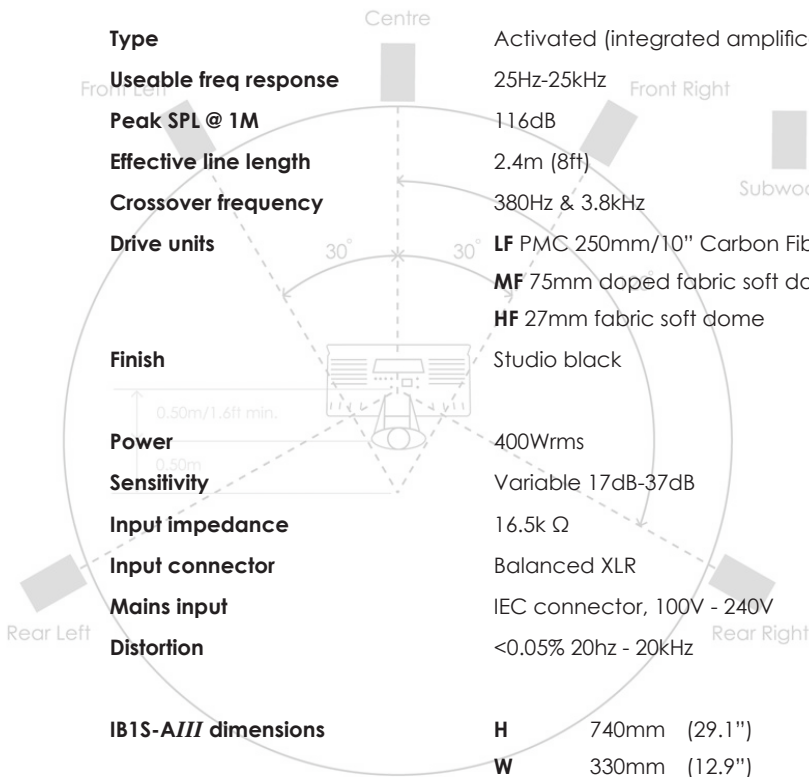 Centre
Type Activated (integrated
Front Left
Useable freq response 25Hz-25kHz
Front Right
Peak SPL @ 1M 116dB
Effective line length 2.4m (8ft)
Crossover frequency 380Hz & 3.8kHz
Drive units LF PMC 250mm/10” Carbon
30° 30°
MF 75mm doped fabric soft
HF 27mm fabric soft dome
Finish Studio black
0.50m/1.6ft min.
Power 400Wrms
0.50m
Sensitivity Variable 17dB-37dB
Input impedance 16.5k Ω
Input connector Balanced XLR
Mains input IEC connector, 100V - 240V
Rear Left
Rear Right
Distortion <0.05% 20hz - 20kHz
IB1S-AIII dimensions H 740mm (29.1”)
W 330mm (12.9”)